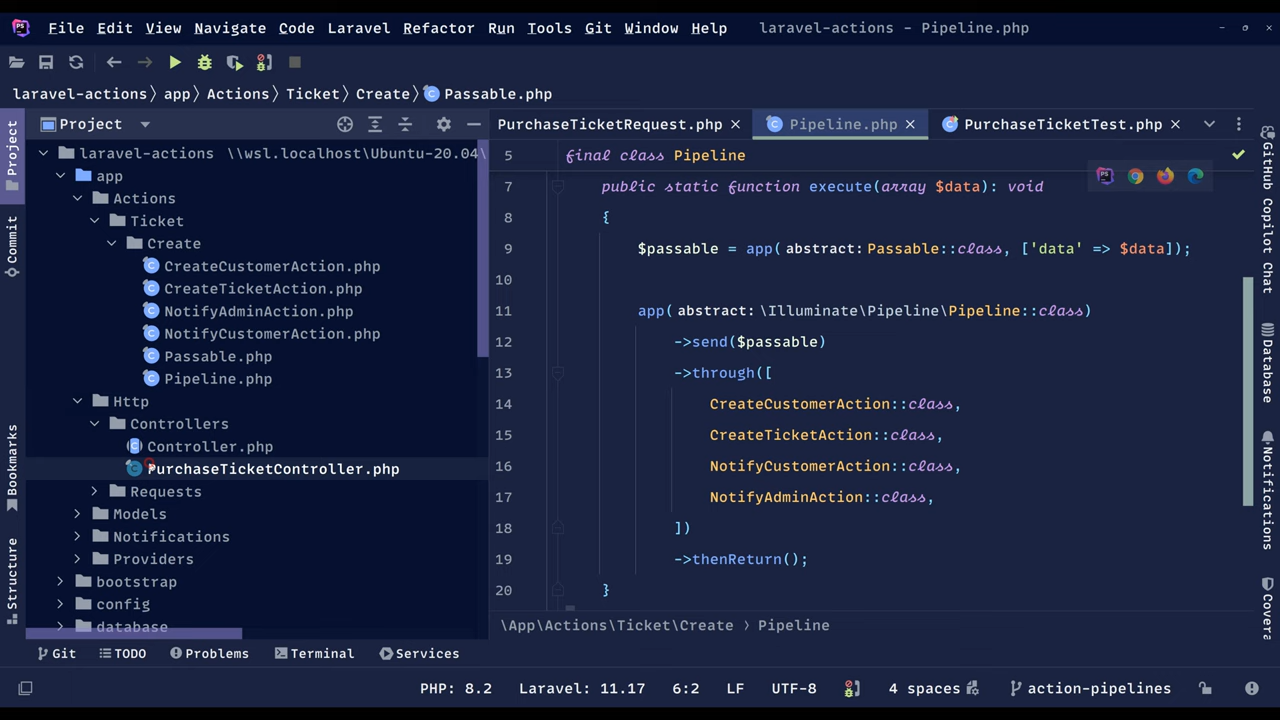 File Edit View Navigate Code Laravel Refactor Run Tools Git Window Help laravel-actions - Pipeline.php
laravel-actions〉app〉Actions〉Ticket〉Create〉Passable.php
Project
PurchaseTicketRequest.php
Pipeline.php
PurchaseTicketTest.php
Project
Commit
Bookmarks
Structure
laravel-actions \\wsl.localhost\Ubuntu-20.04\
app
Actions
Ticket
Create
CreateCustomerAction.php
CreateTicketAction.php
NotifyAdminAction.php
NotifyCustomerAction.php
Passable.php
Pipeline.php
Http
Controllers
Controller.php
PurchaseTicketController.php
Requests
Models
Notifications
Providers
bootstrap
config
database
5 final class Pipeline
7 public static function execute(array $data): void
8 {
9 $passable = app( abstract: Passable::class, ['data' => $data]);
10
11 app( abstract: \Illuminate\Pipeline\Pipeline::class)
12 ->send($passable)
13 ->through([
14 CreateCustomerAction::class,
15 CreateTicketAction::class,
16 NotifyCustomerAction::class,
17 NotifyAdminAction::class,
18 ])
19 ->thenReturn();
20 }
\App\Actions\Ticket\Create > Pipeline
GitHub Copilot Chat
Database
Notifications
Covera
Git TODO Problems Terminal Services
PHP: 8.2 Laravel: 11.17 6:2 LF UTF-8 4 spaces action-pipelines